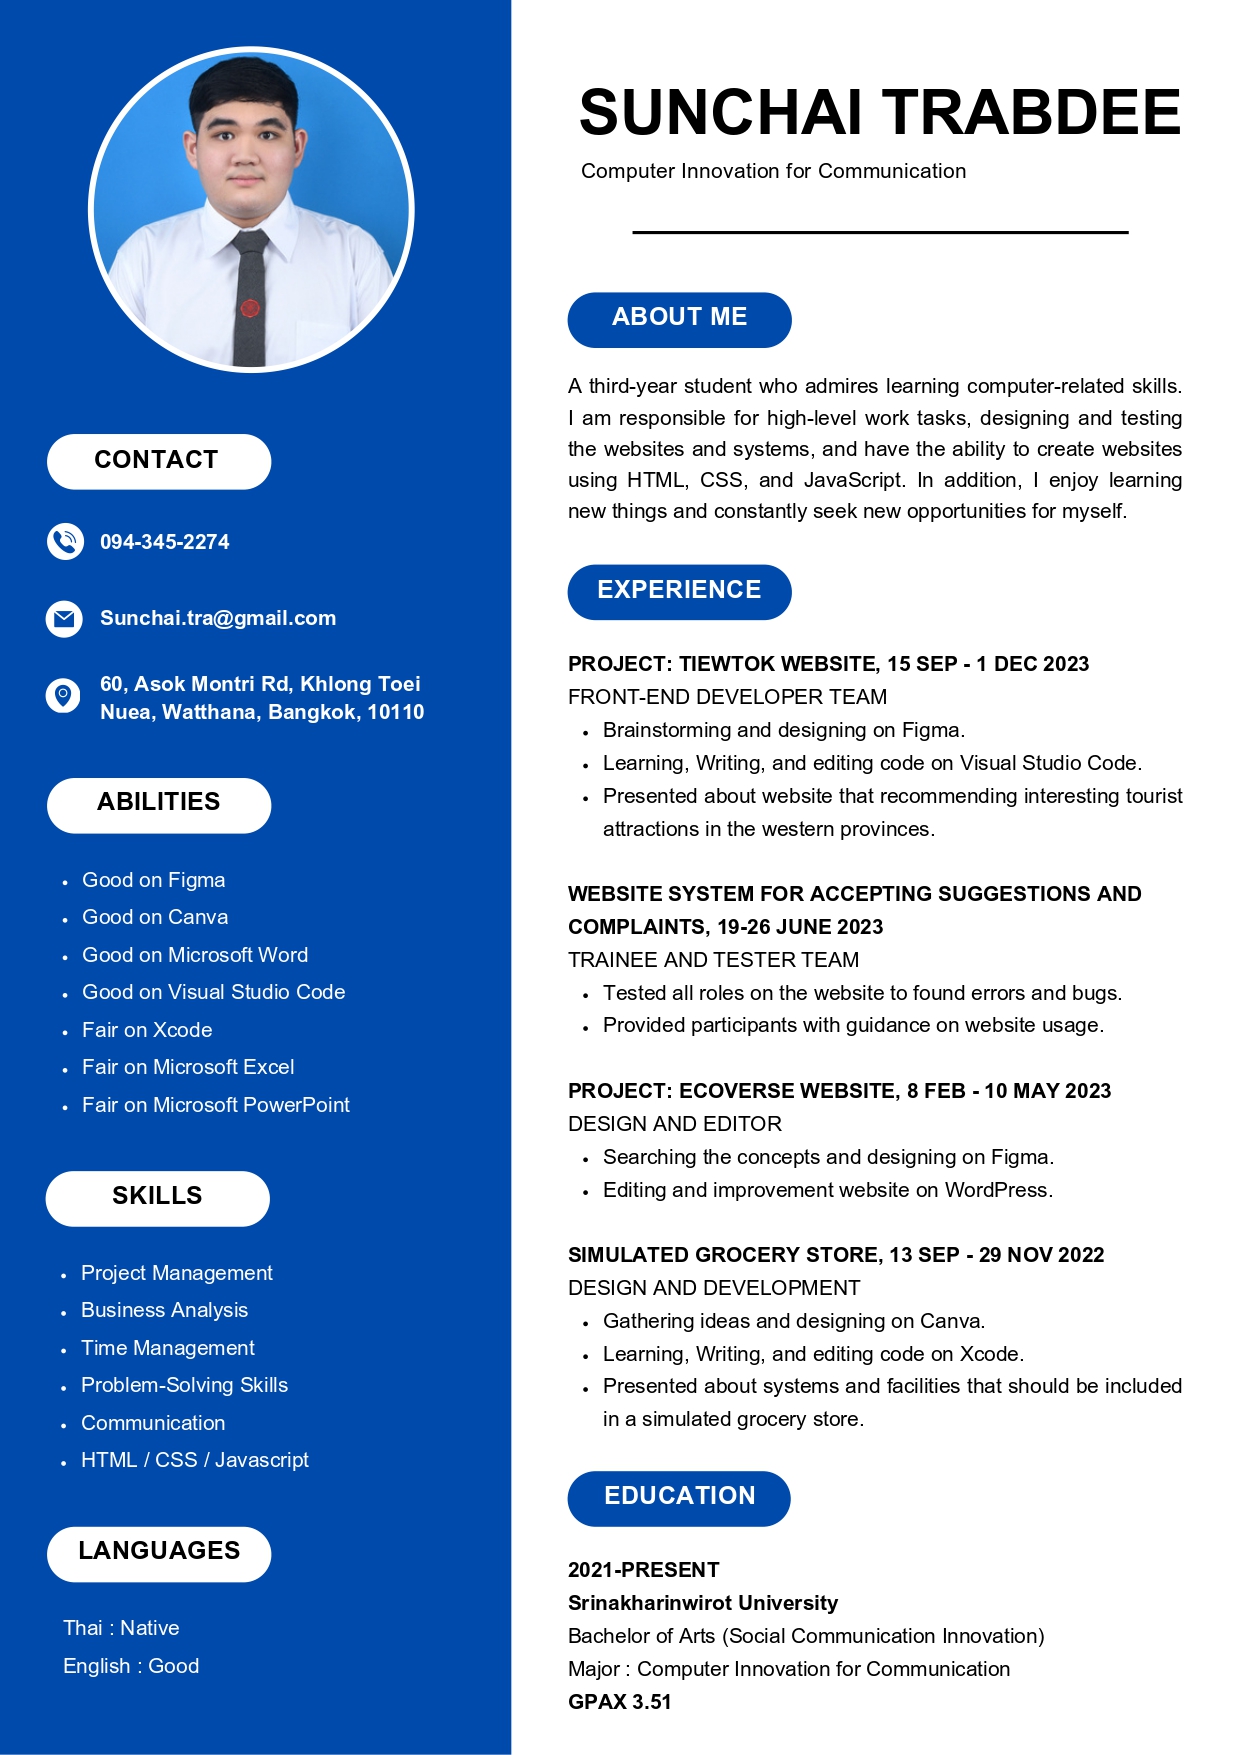 SUNCHAI TRABDEE
Computer Innovation for Communication
CONTACT
094-345-2274
Sunchai.tra@gmail.com
60, Asok Montri Rd, Khlong Toei
Nuea, Watthana, Bangkok, 10110
ABILITIES
• Good on Figma
• Good on Canva
• Good on Microsoft Word
• Good on Visual Studio Code
• Fair on Xcode
• Fair on Microsoft Excel
• Fair on Microsoft PowerPoint
SKILLS
• Project Management
• Business Analysis
• Time Management
• Problem-Solving Skills
• Communication
• HTML / CSS / Javascript
LANGUAGES
Thai : Native
English : Good
ABOUT ME
A third-year student who admires learning computer-related skills.
I am responsible for high-level work tasks, designing and testing
the websites and systems, and have the ability to create websites
using HTML, CSS, and JavaScript. In addition, I enjoy learning
new things and constantly seek new opportunities for myself.
EXPERIENCE
PROJECT: TIEWTOK WEBSITE, 15 SEP - 1 DEC 2023
FRONT-END DEVELOPER TEAM
• Brainstorming and designing on Figma.
• Learning, Writing, and editing code on Visual Studio Code.
• Presented about website that recommending interesting tourist
attractions in the western provinces.
WEBSITE SYSTEM FOR ACCEPTING SUGGESTIONS AND
COMPLAINTS, 19-26 JUNE 2023
TRAINEE AND TESTER TEAM
• Tested all roles on the website to found errors and bugs.
• Provided participants with guidance on website usage.
PROJECT: ECOVERSE WEBSITE, 8 FEB - 10 MAY 2023
DESIGN AND EDITOR
• Searching the concepts and designing on Figma.
• Editing and improvement website on WordPress.
SIMULATED GROCERY STORE, 13 SEP - 29 NOV 2022
DESIGN AND DEVELOPMENT
• Gathering ideas and designing on Canva.
• Learning, Writing, and editing code on Xcode.
• Presented about systems and facilities that should be included
in a simulated grocery store.
EDUCATION
2021-PRESENT
Srinakharinwirot University
Bachelor of Arts (Social Communication Innovation)
Major : Computer Innovation for Communication
GPAX 3.51